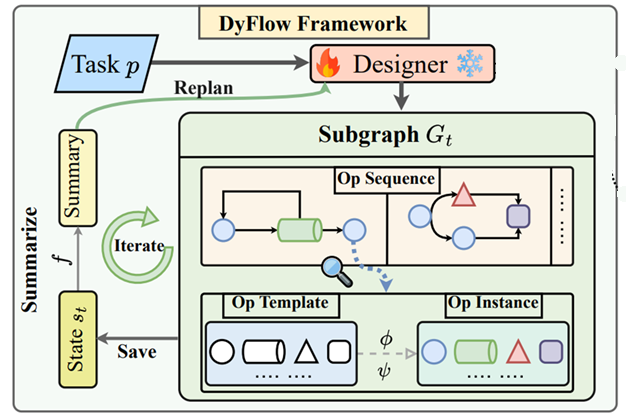 DyFlow Framework
Task p
Designer
Replan
Subgraph G_t
Summary
Op Sequence
Summarize
Iterate
f
Op Template
Op Instance
State s_t
Save
ϕ
ψ
..... .....
..... .....